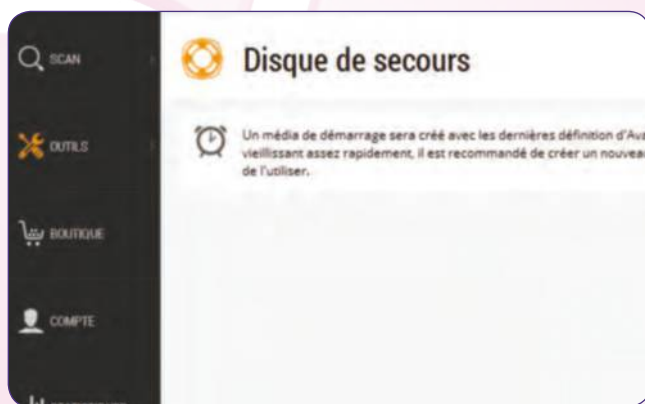 SCAN
Disque de secours
OUTILS
Un média de démarrage sera créé avec les dernières définition d'Ava
vieillissant assez rapidement, il est recommandé de créer un nouveau
de l'utiliser.
BOUTIQUE
COMPTE